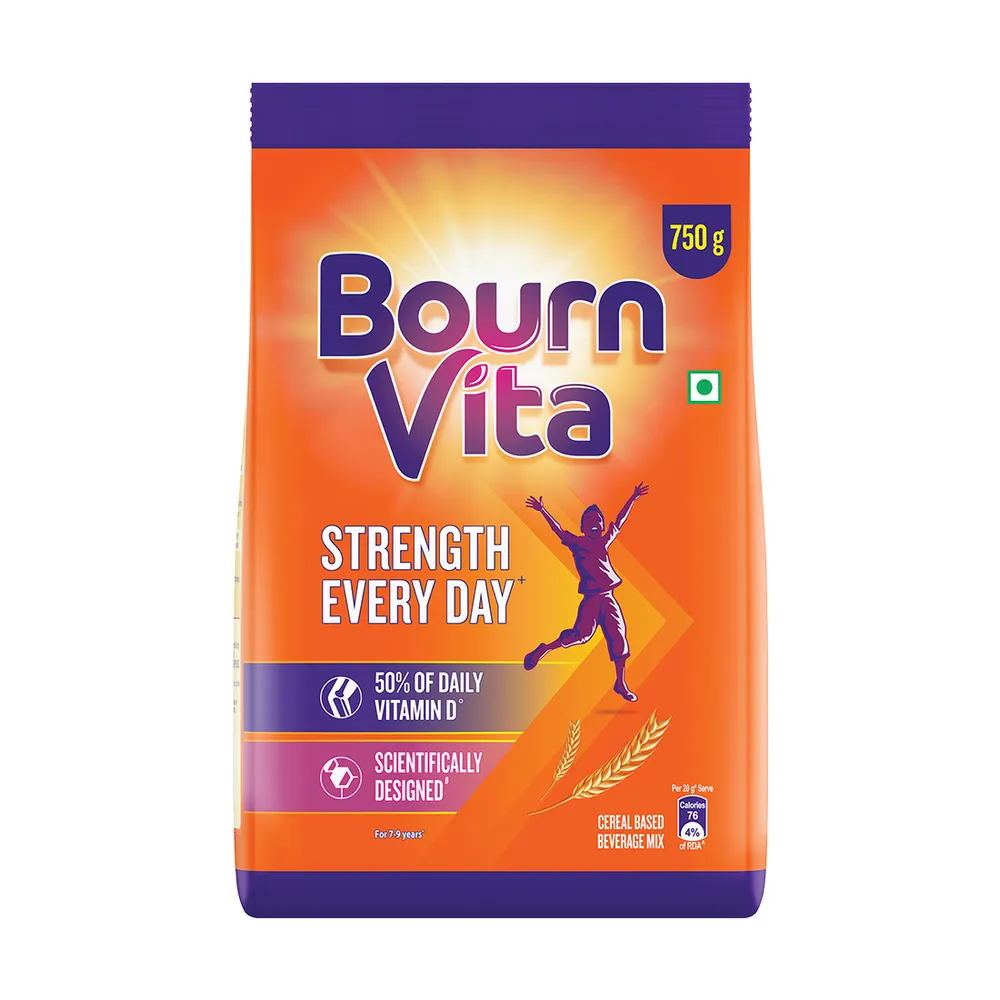 750 g
Bourn
Vita
STRENGTH
EVERY DAY+
50% OF DAILY
VITAMIN D°
SCIENTIFICALLY
DESIGNED#
For 7-9 years
Per 20 g* Serve
Calories
76
4%
of RDA^
CEREAL BASED
BEVERAGE MIX